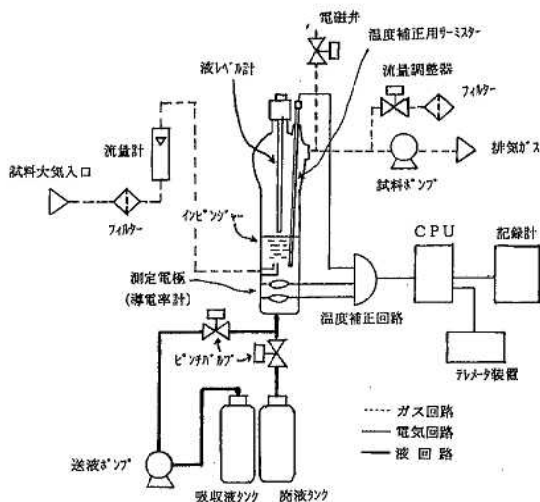 電磁弁
温度補正用サーミスター
液レベル計
流量調整器
フィルター
流量計
試料大気入口
排気ガス
試料ポンプ
フィルター
インピンジャー
CPU
記録計
測定電極
(導電率計)
温度補正回路
ピンチバルブ
テレメータ装置
ガス回路
電気回路
液回路
送液ポンプ
吸収液タンク
廃液タンク